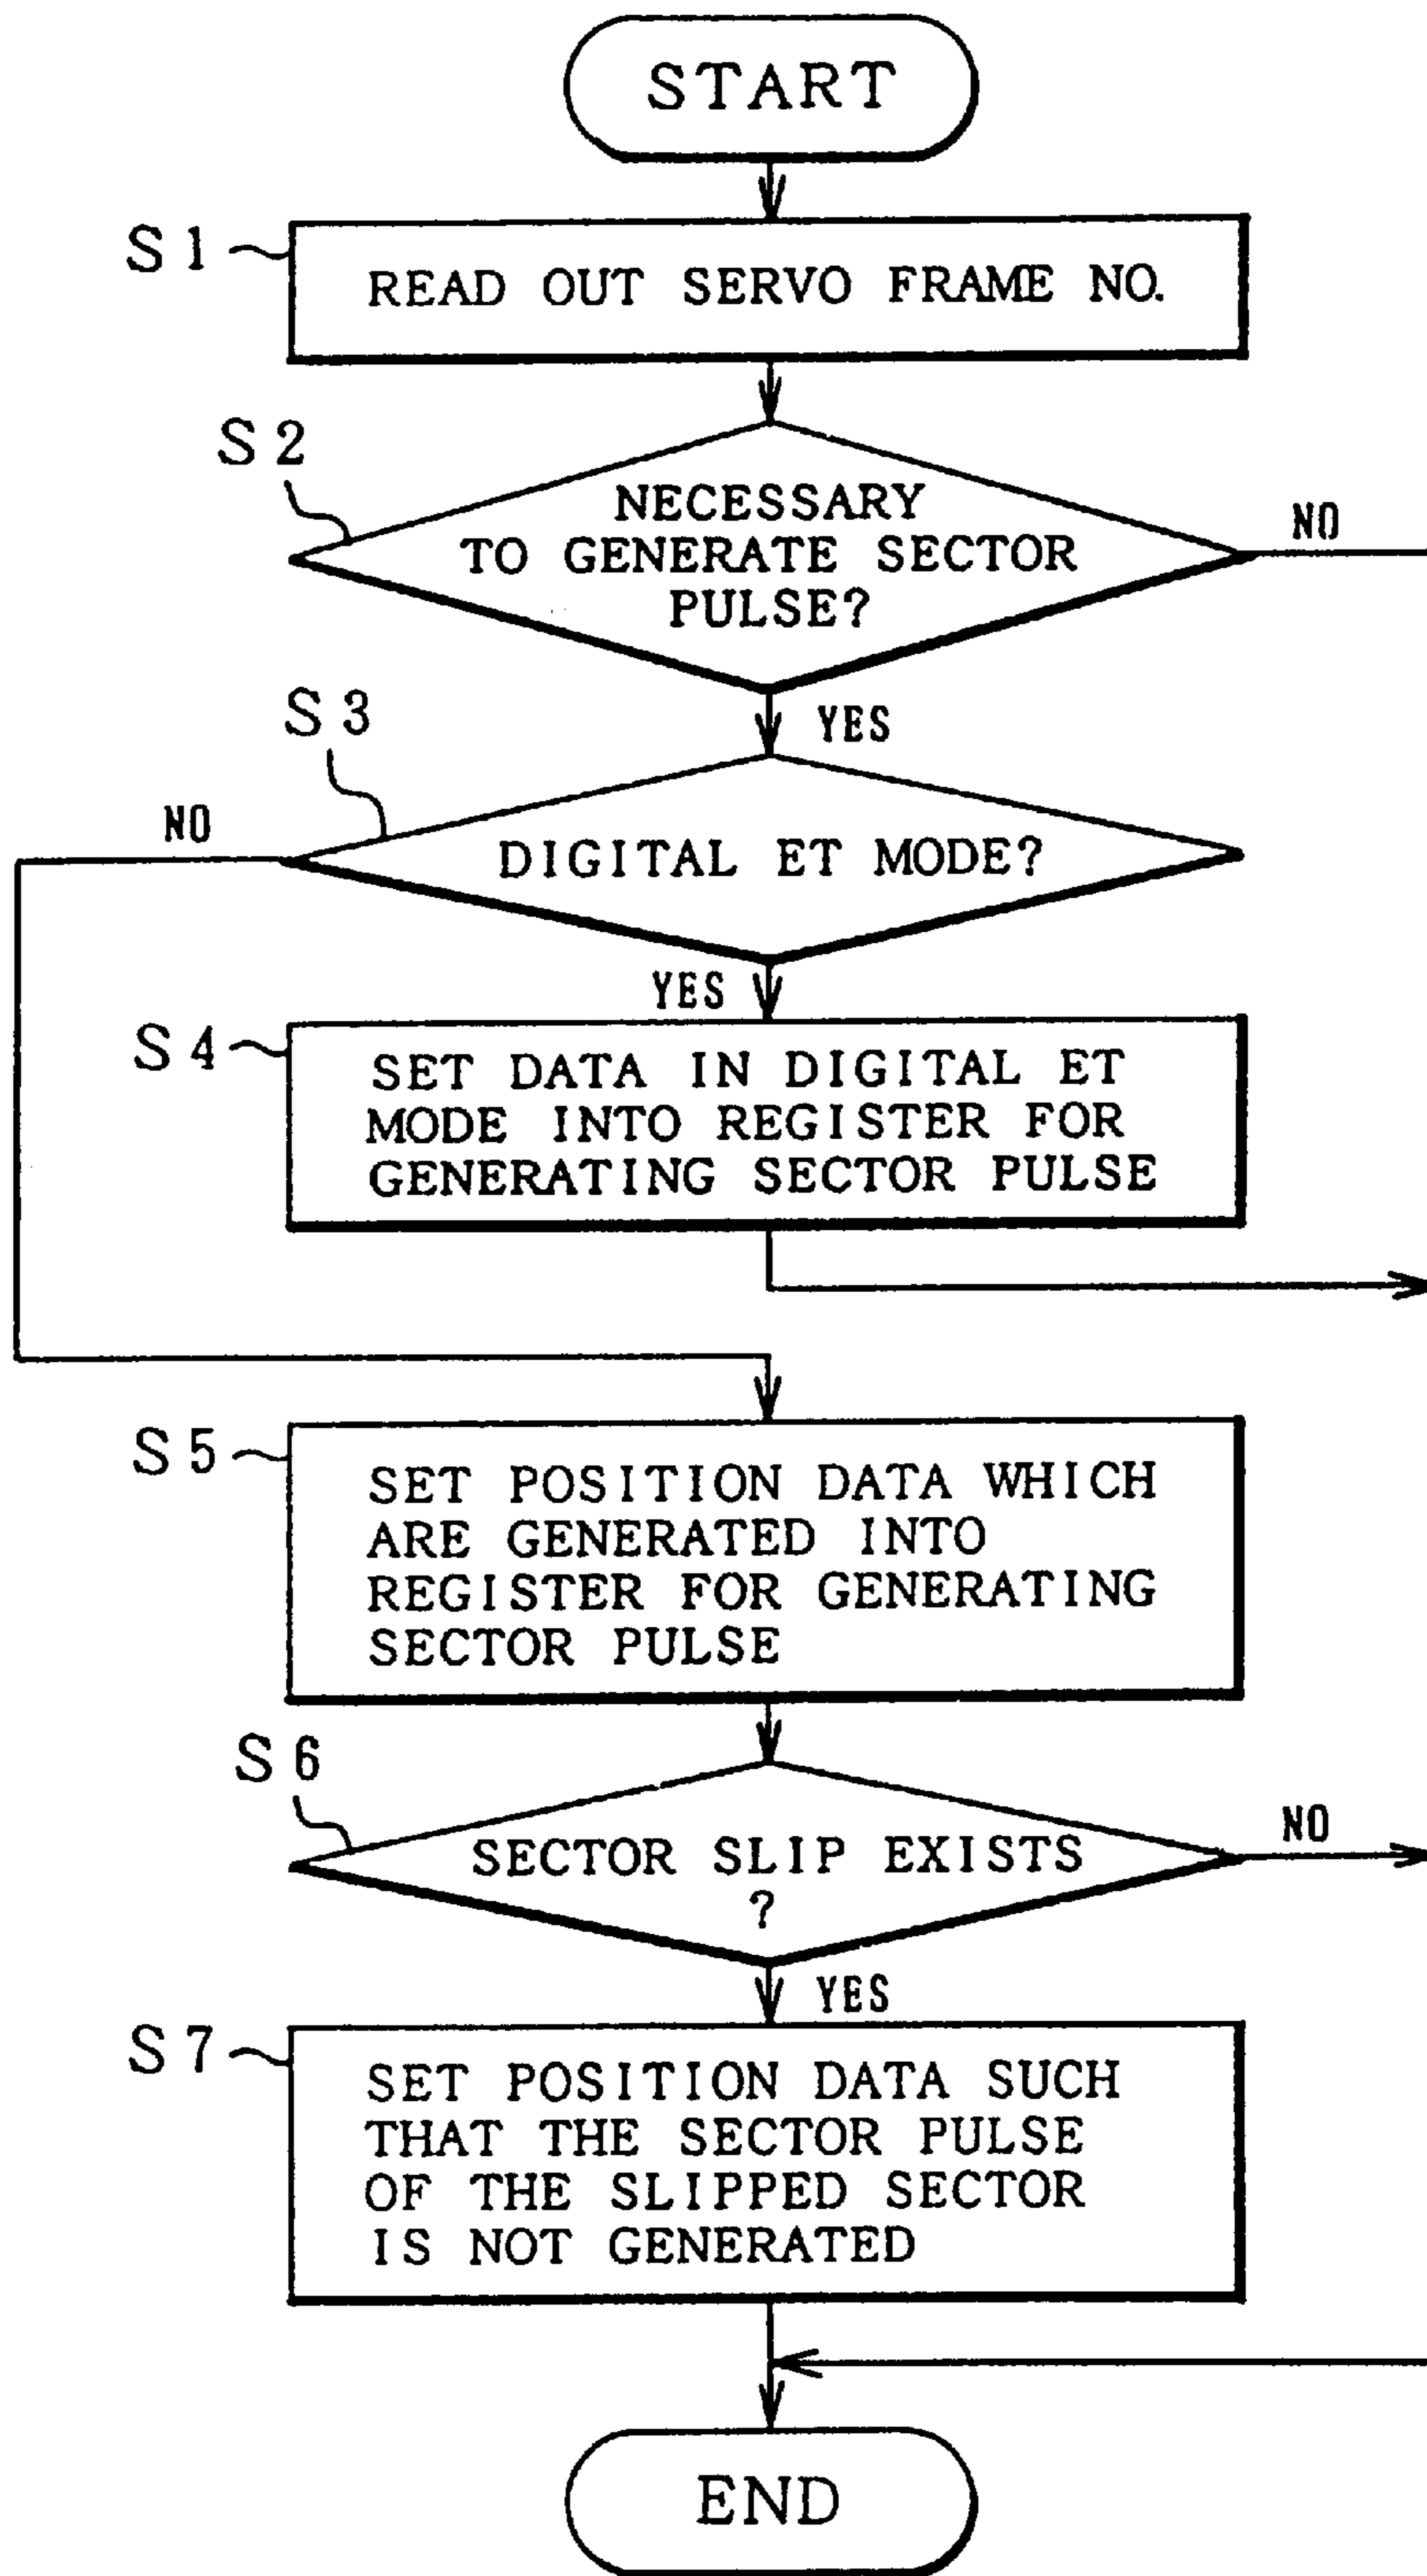 START
S1
READ OUT SERVO FRAME NO.
S2
NECESSARY
TO GENERATE SECTOR
PULSE?
NO
YES
S3
NO
DIGITAL ET MODE?
YES
S4
SET DATA IN DIGITAL ET
MODE INTO REGISTER FOR
GENERATING SECTOR PULSE
S5
SET POSITION DATA WHICH
ARE GENERATED INTO
REGISTER FOR GENERATING
SECTOR PULSE
S6
SECTOR SLIP EXISTS
?
NO
YES
S7
SET POSITION DATA SUCH
THAT THE SECTOR PULSE
OF THE SLIPPED SECTOR
IS NOT GENERATED
END